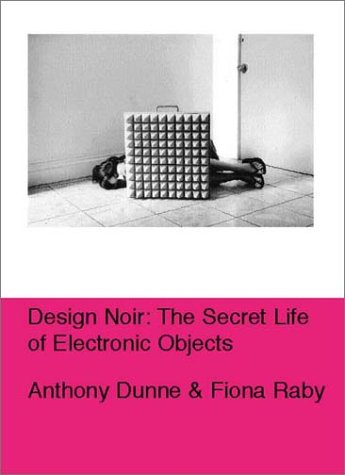 Design Noir: The Secret Life
of Electronic Objects
Anthony Dunne & Fiona Raby